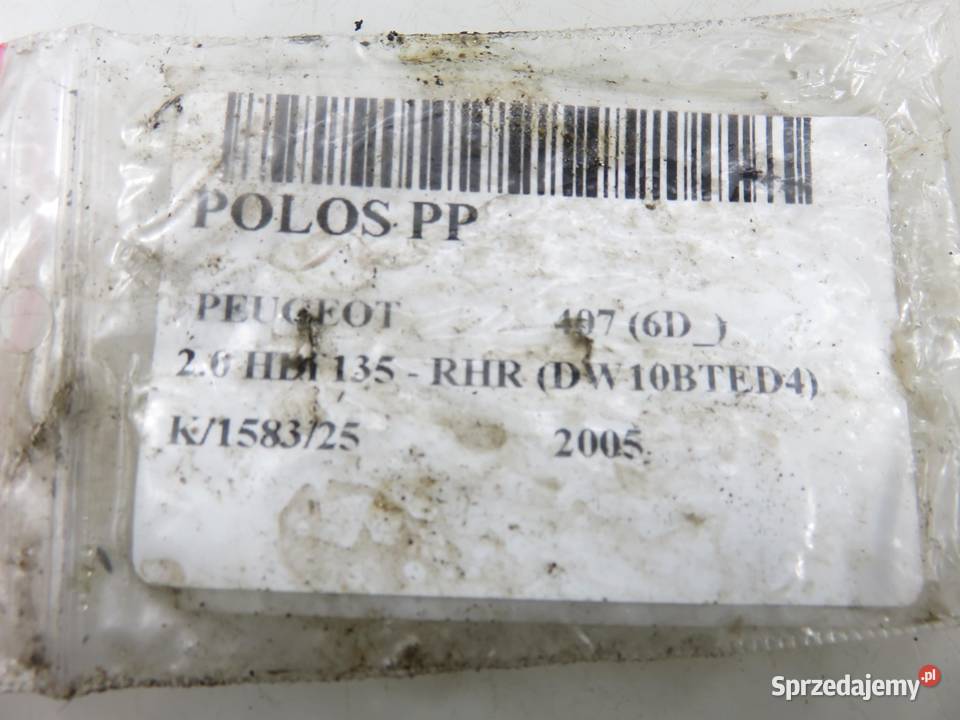 POLOS PP
PEUGEOT 407 (6D_)
2.0 HDI 135 - RHR (DW10BTED4)
K/1583/25 2005
Sprzedajemy.pl